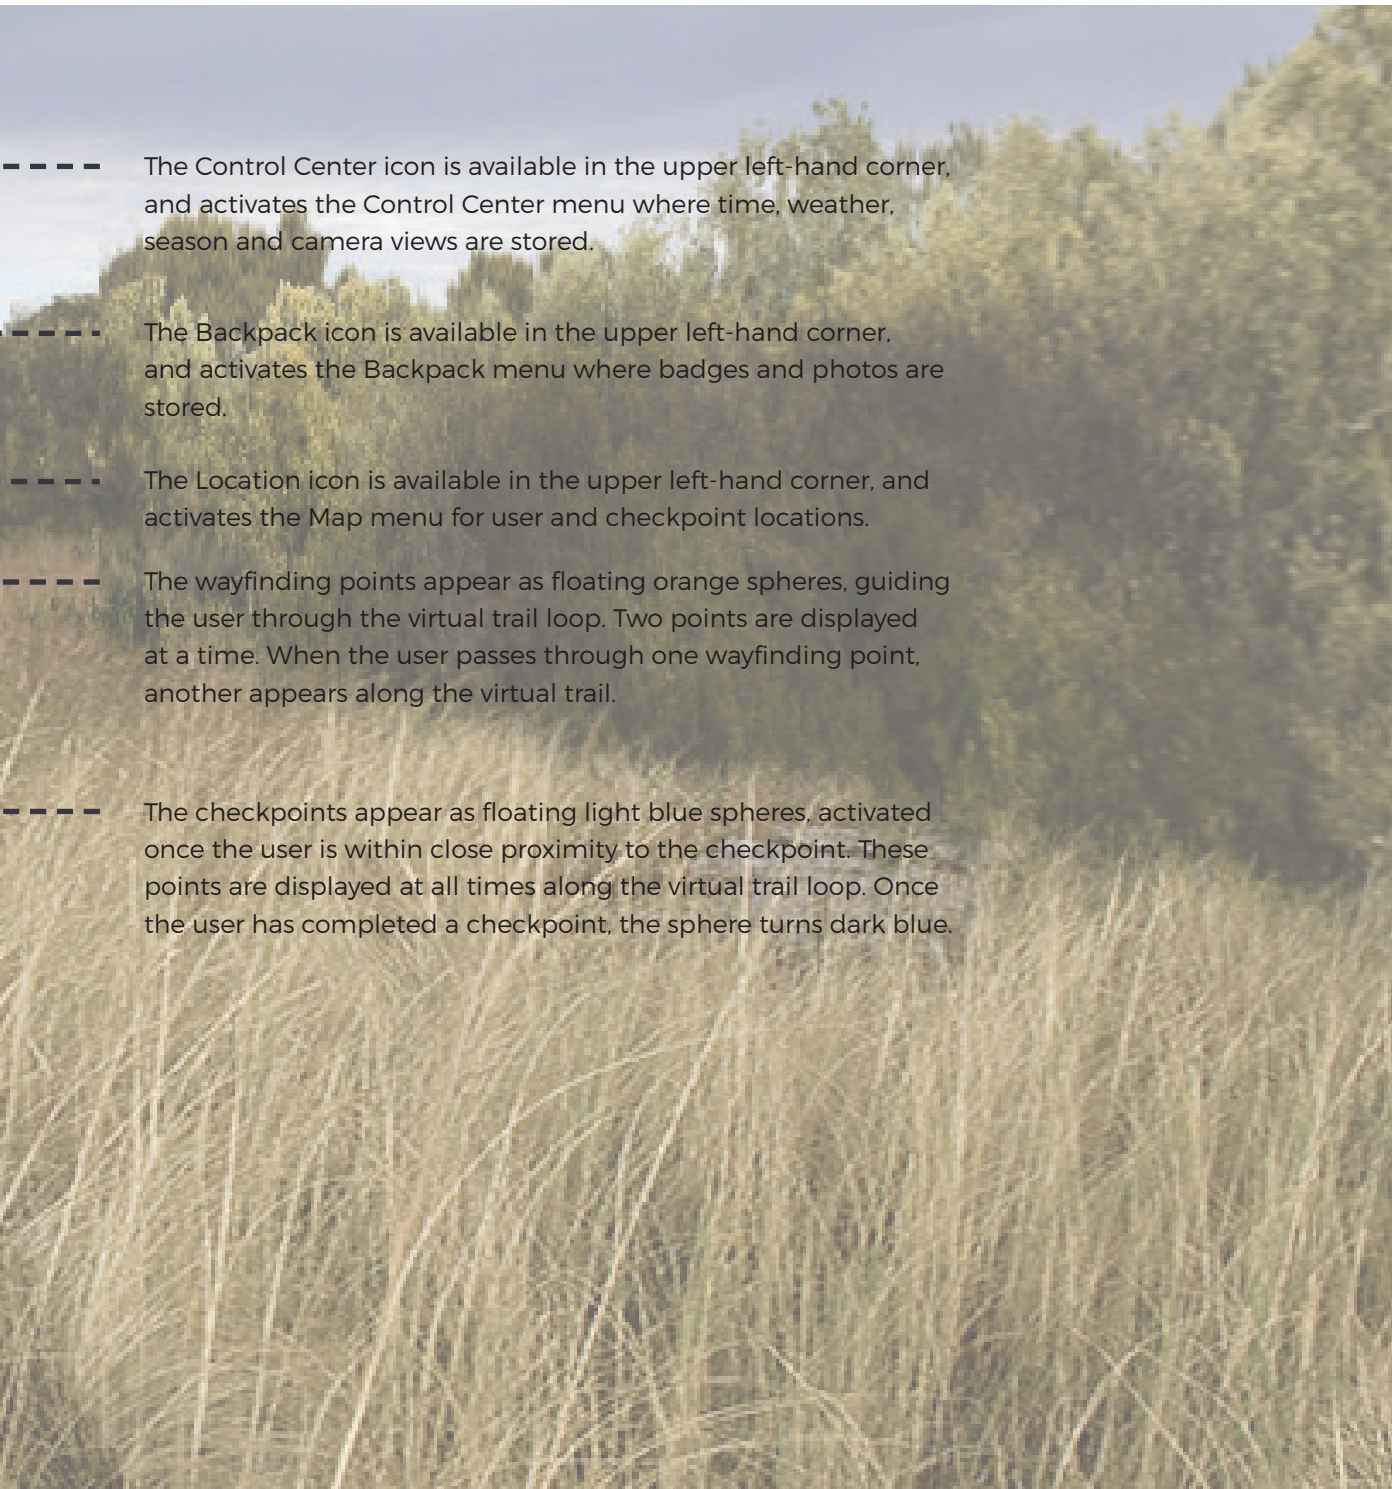 The Control Center icon is available in the upper left-hand corner,
and activates the Control Center menu where time, weather,
season and camera views are stored.
The Backpack icon is available in the upper left-hand corner,
and activates the Backpack menu where badges and photos are
stored.
The Location icon is available in the upper left-hand corner, and
activates the Map menu for user and checkpoint locations.
The wayfinding points appear as floating orange spheres, guiding
the user through the virtual trail loop. Two points are displayed
at a time. When the user passes through one wayfinding point,
another appears along the virtual trail.
The checkpoints appear as floating light blue spheres, activated
once the user is within close proximity to the checkpoint. These
points are displayed at all times along the virtual trail loop. Once
the user has completed a checkpoint, the sphere turns dark blue.